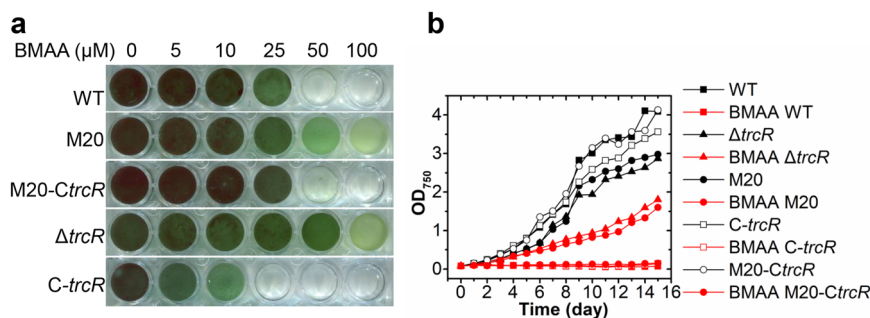 a
BMAA (μM) 0 5 10 25 50 100
WT
M20
M20-CtrcR
ΔtrcR
C-trcR
b
OD750
4
3
2
1
0
0 2 4 6 8 10 12 14 16
Time (day)
WT
BMAA WT
ΔtrcR
BMAA ΔtrcR
M20
BMAA M20
C-trcR
BMAA C-trcR
M20-CtrcR
BMAA M20-CtrcR